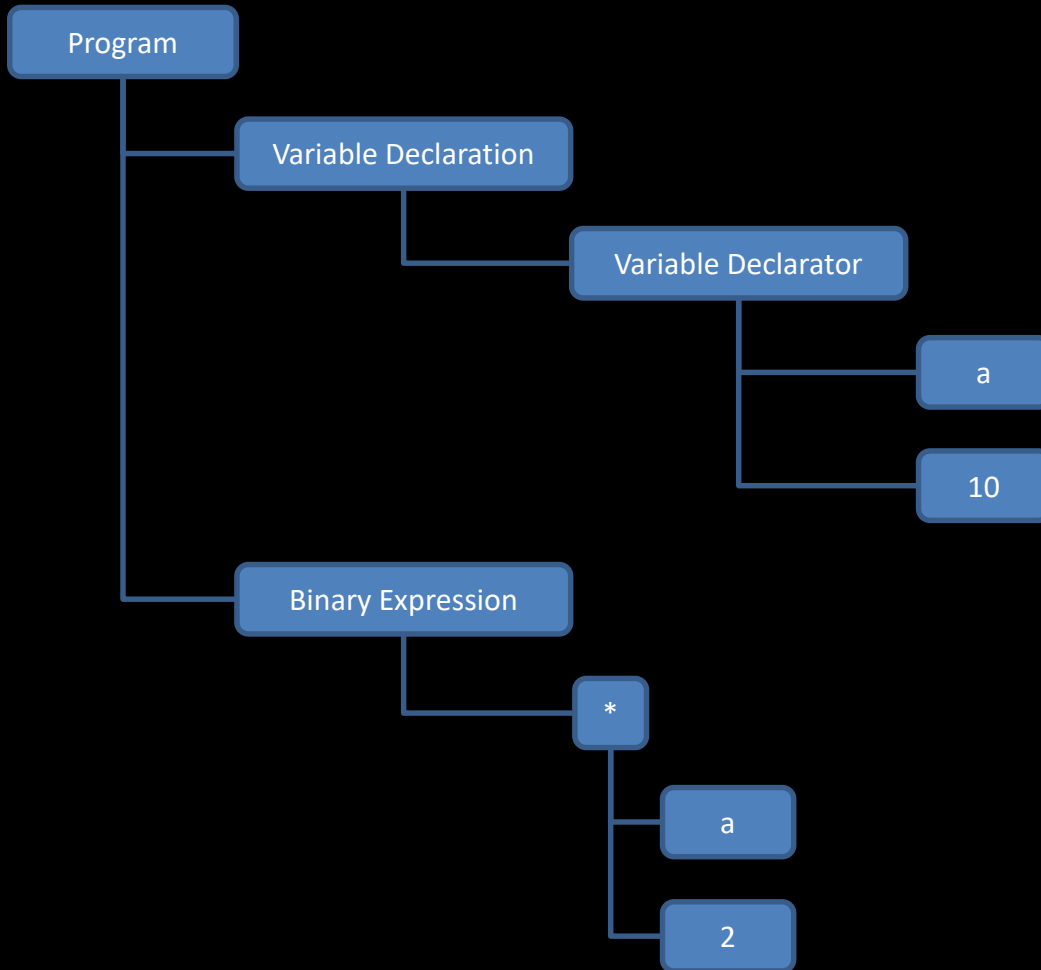 Program
Variable Declaration
Variable Declarator
a
10
Binary Expression
*
a
2